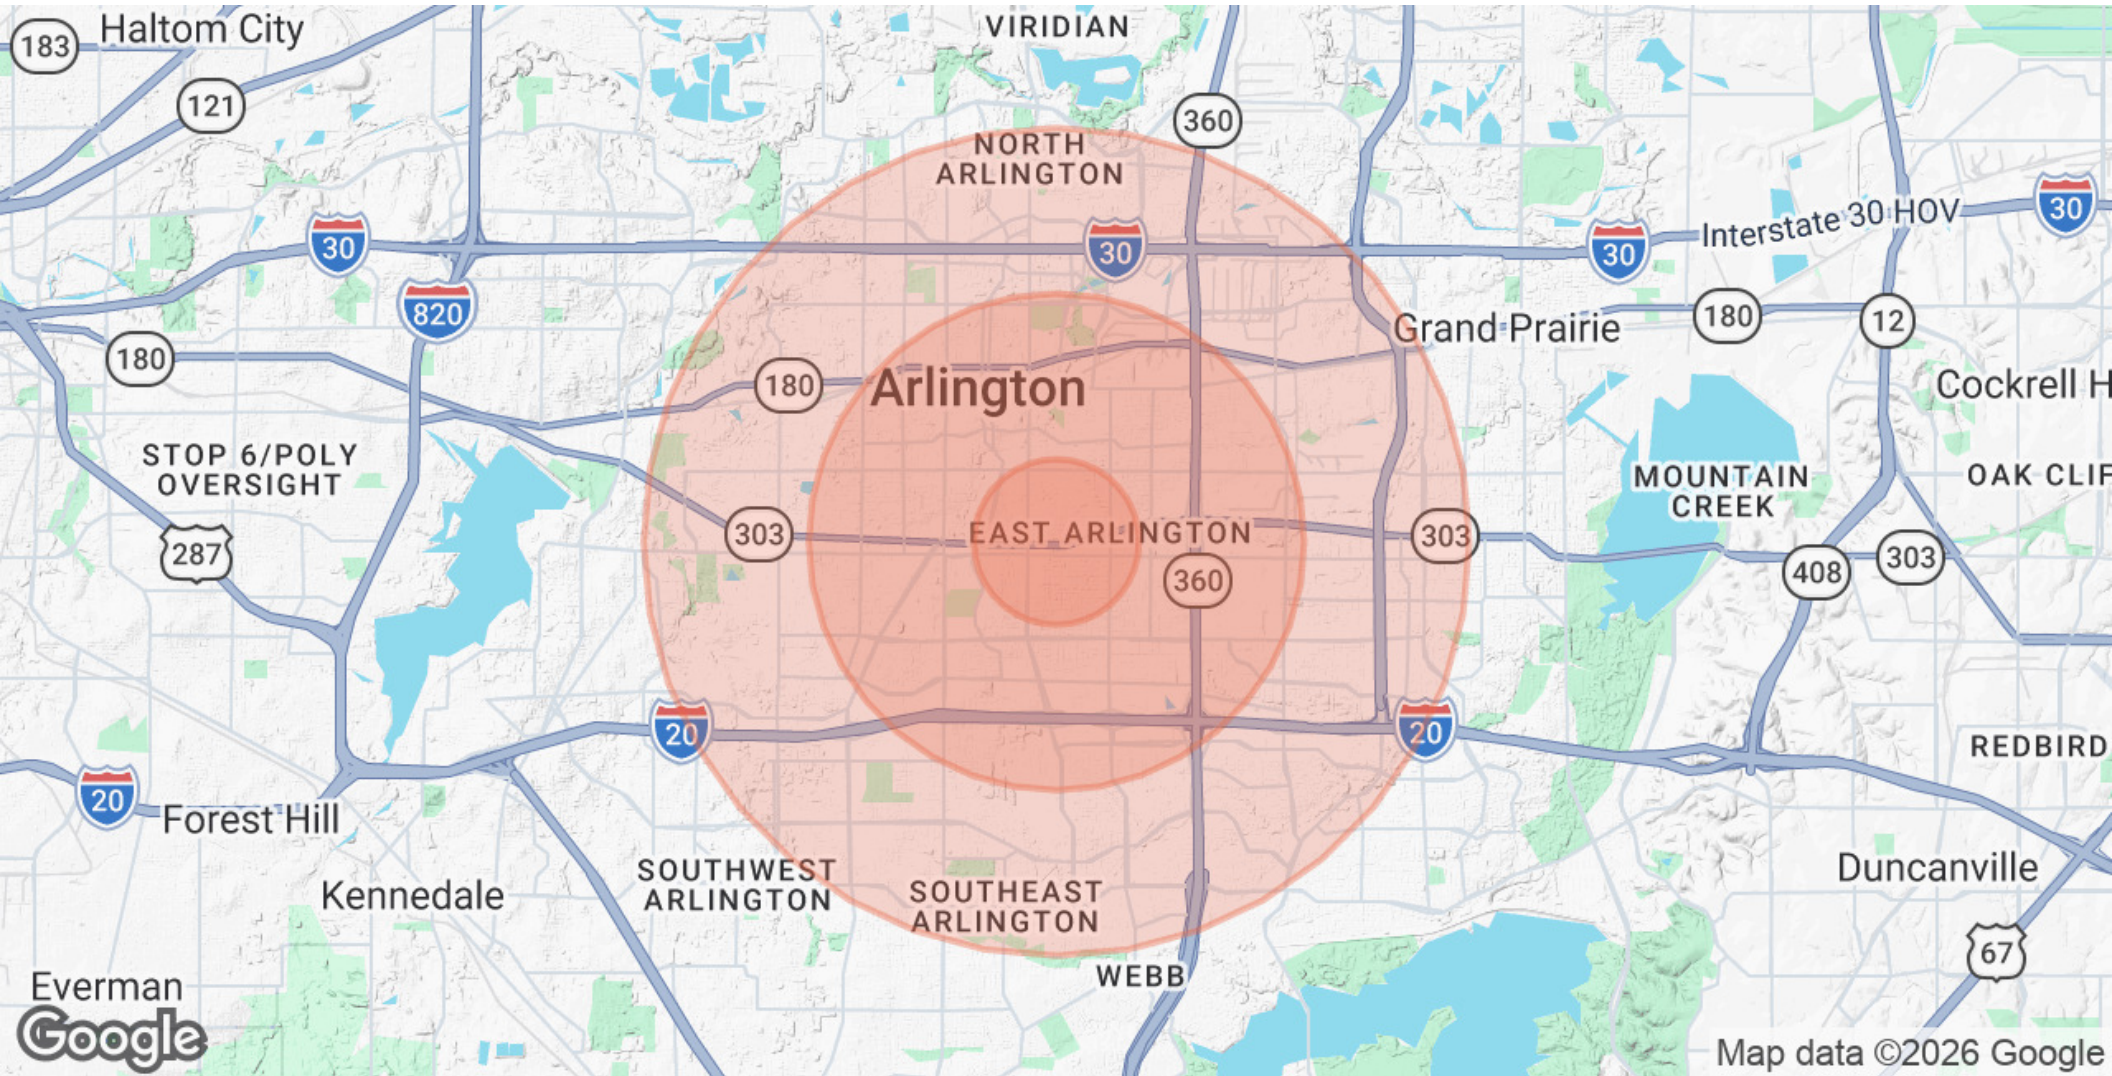 Haltom City
VIRIDIAN
183
121
360
NORTH
ARLINGTON
30
30
30
Interstate 30 HOV
30
820
180
180
12
Grand Prairie
180
Arlington
Cockrell H
STOP 6/POLY
OVERSIGHT
MOUNTAIN
CREEK
OAK CLIF
287
303
EAST ARLINGTON
303
360
408
303
20
20
REDBIRD
20
Forest Hill
Kennedale
SOUTHWEST
ARLINGTON
SOUTHEAST
ARLINGTON
Duncanville
WEBB
67
Everman
Google
Map data ©2026 Google